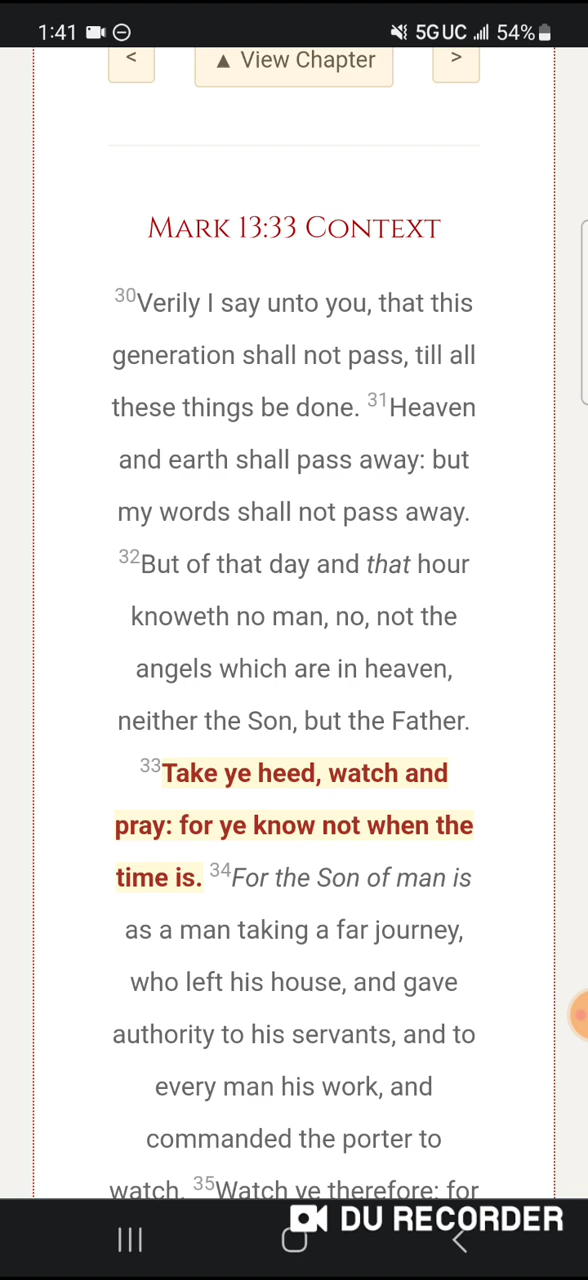 1:41 5GUC 54%
< ▲ View Chapter >
Mark 13:33 Context
30Verily I say unto you, that this
generation shall not pass, till all
these things be done. 31Heaven
and earth shall pass away: but
my words shall not pass away.
32But of that day and that hour
knoweth no man, no, not the
angels which are in heaven,
neither the Son, but the Father.
33Take ye heed, watch and
pray: for ye know not when the
time is. 34For the Son of man is
as a man taking a far journey,
who left his house, and gave
authority to his servants, and to
every man his work, and
commanded the porter to
watch. 35Watch ye therefore: for
DU RECORDER